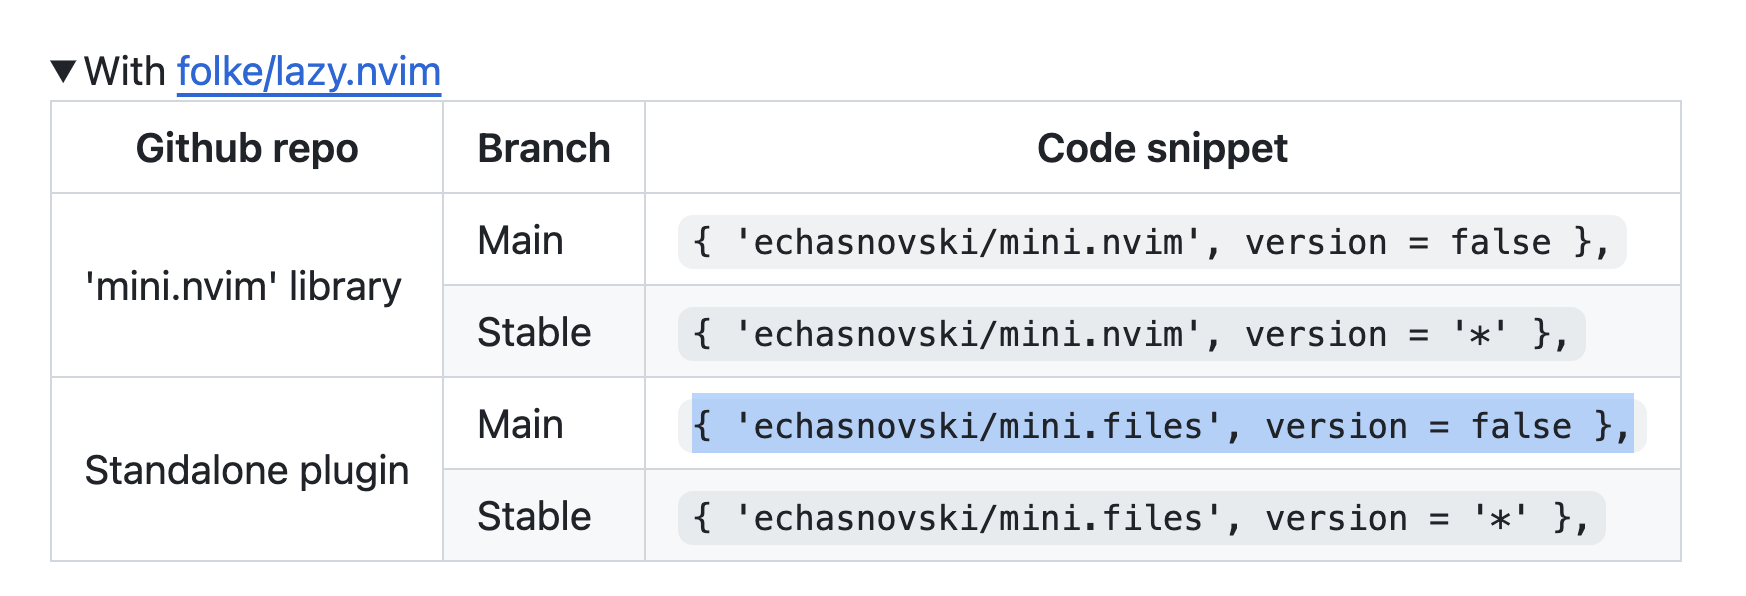 ▼ With folke/lazy.nvim
Github repo Branch Code snippet
'mini.nvim' library
Main { 'echasnovski/mini.nvim', version = false },
Stable { 'echasnovski/mini.nvim', version = '*' },
Standalone plugin
Main { 'echasnovski/mini.files', version = false },
Stable { 'echasnovski/mini.files', version = '*' },